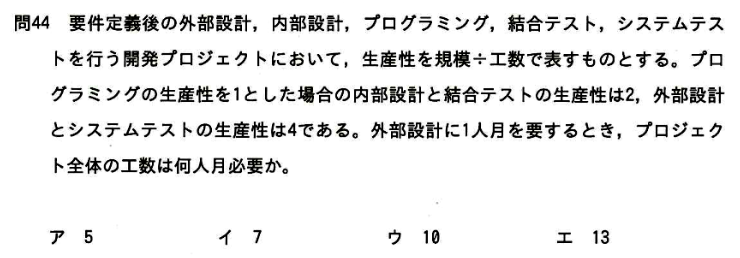 問44 要件定義後の外部設計，内部設計，プログラミング，結合テスト，システムテス
トを行う開発プロジェクトにおいて，生産性を規模÷工数で表すものとする。プロ
グラミングの生産性を1とした場合の内部設計と結合テストの生産性は2，外部設計
とシステムテストの生産性は4である。外部設計に1人月を要するとき，プロジェク
ト全体の工数は何人月必要か。
ア 5 イ 7 ウ 10 エ 13